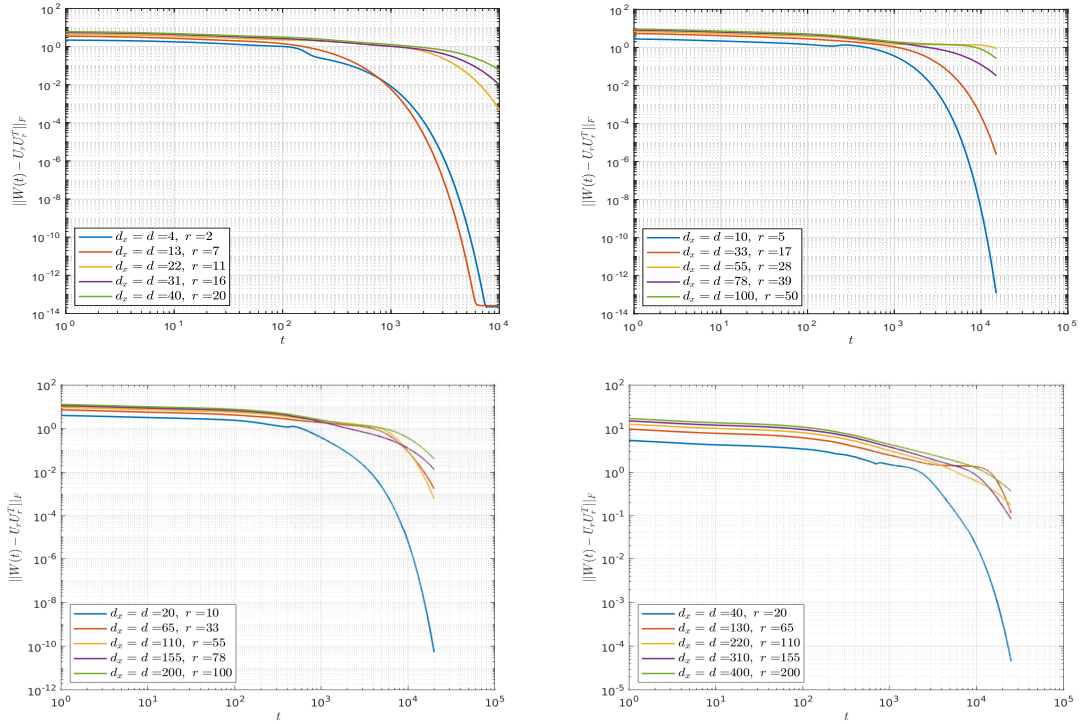 10^2
10^0
10^-2
10^-4
10^-6
10^-8
10^-10
10^-12
10^-14
||W(t) − U_rU_r^T||_F
d_x = d =4, r =2
d_x = d =13, r =7
d_x = d =22, r =11
d_x = d =31, r =16
d_x = d =40, r =20
10^0 10^1 10^2 10^3 10^4
t
10^2
10^0
10^-2
10^-4
10^-6
10^-8
10^-10
10^-12
10^-14
||W(t) − U_rU_r^T||_F
d_x = d =10, r =5
d_x = d =33, r =17
d_x = d =55, r =28
d_x = d =78, r =39
d_x = d =100, r =50
10^0 10^1 10^2 10^3 10^4 10^5
t
10^2
10^0
10^-2
10^-4
10^-6
10^-8
10^-10
10^-12
||W(t) − U_rU_r^T||_F
d_x = d =20, r =10
d_x = d =65, r =33
d_x = d =110, r =55
d_x = d =155, r =78
d_x = d =200, r =100
10^0 10^1 10^2 10^3 10^4 10^5
t
10^2
10^1
10^0
10^-1
10^-2
10^-3
10^-4
10^-5
||W(t) − U_rU_r^T||_F
d_x = d =40, r =20
d_x = d =130, r =65
d_x = d =220, r =110
d_x = d =310, r =155
d_x = d =400, r =200
10^0 10^1 10^2 10^3 10^4 10^5
t